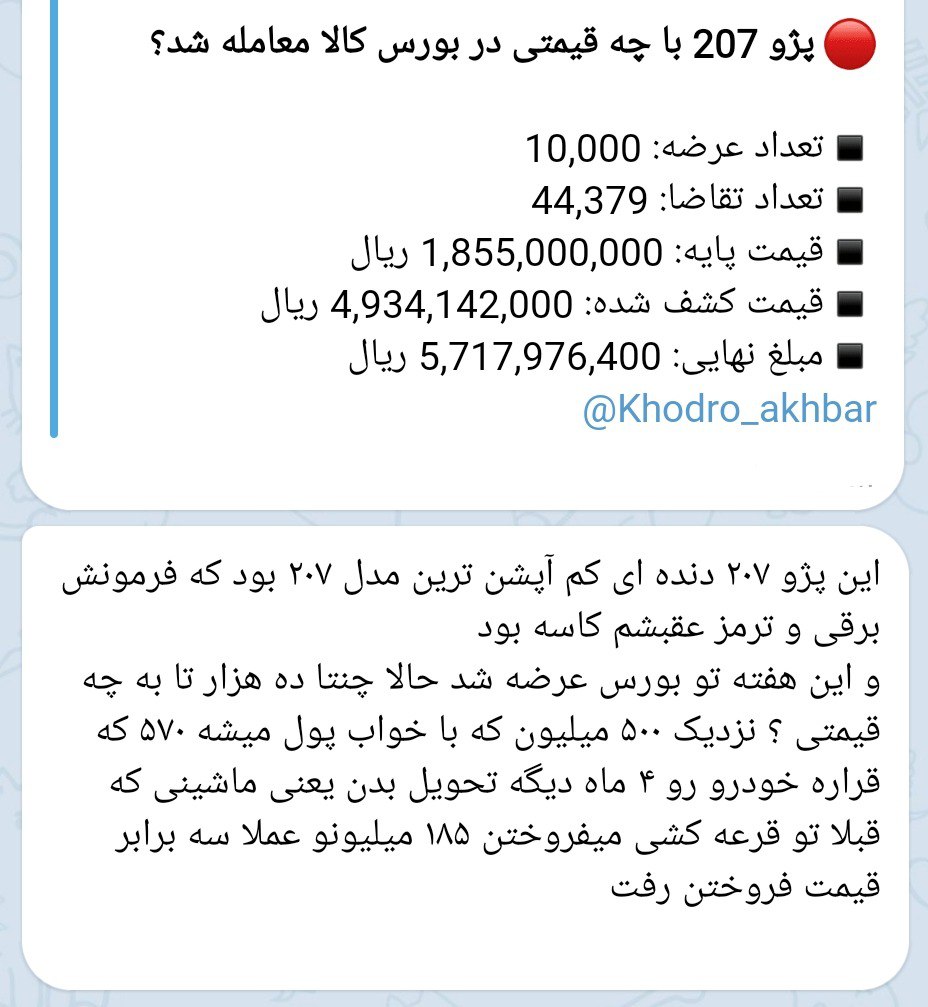 پژو 207 با چه قیمتی در بورس کالا معامله شد؟
تعداد عرضه: 10,000
تعداد تقاضا: 44,379
قیمت پایه: 1,855,000,000 ریال
قیمت کشف شده: 4,934,142,000 ریال
مبلغ نهایی: 5,717,976,400 ریال
@Khodro_akhbar
این پژو ۲۰۷ دنده ای کم آپشن ترین مدل ۲۰۷ بود که فرمونش
برقی و ترمز عقبشم کاسه بود
و این هفته تو بورس عرضه شد حالا چنتا ده هزار تا به چه
قیمتی ؟ نزدیک ۵۰۰ میلیون که با خواب پول میشه ۵۷۰ که
قراره خودرو رو ۴ ماه دیگه تحویل بدن یعنی ماشینی که
قبلا تو قرعه کشی میفروختن ۱۸۵ میلیونو عملا سه برابر
قیمت فروختن رفت